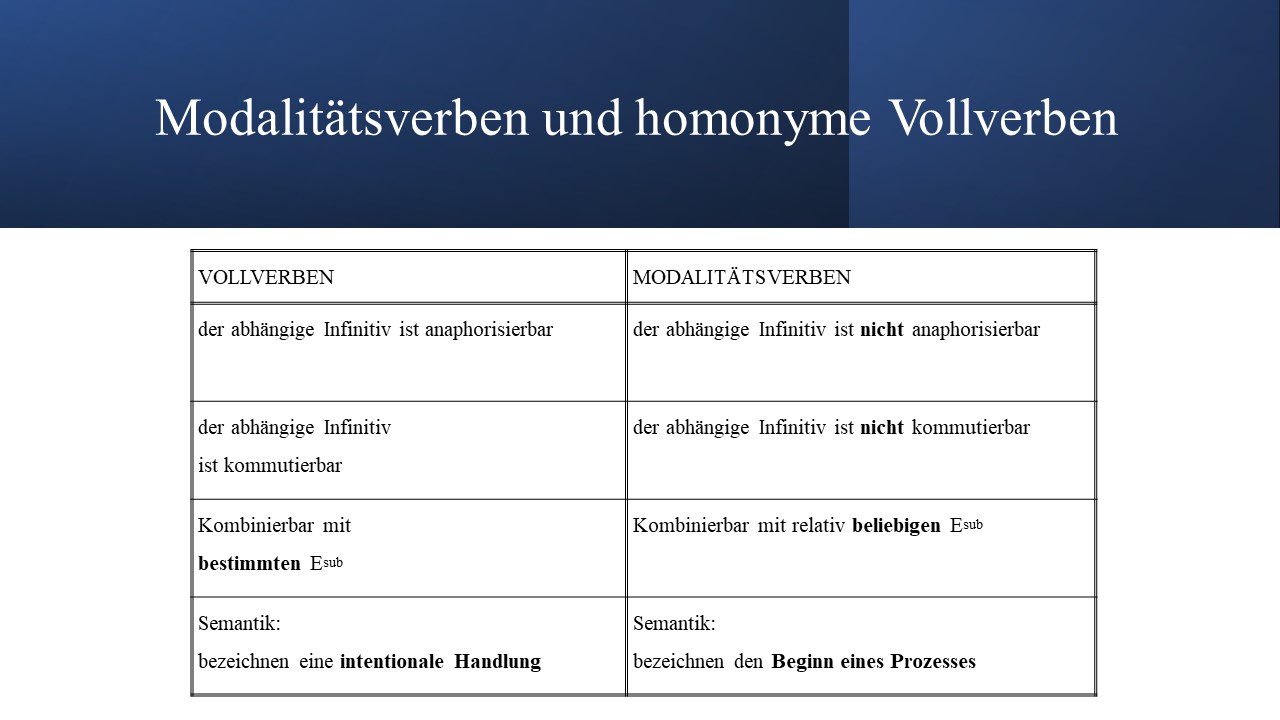 Modalitätsverben und homonyme Vollverben
VOLLVERBEN
MODALITÄTSVERBEN
der abhängige Infinitiv ist anaphorisierbar
der abhängige Infinitiv ist nicht anaphorisierbar
der abhängige Infinitiv
ist kommutierbar
der abhängige Infinitiv ist nicht kommutierbar
Kombinierbar mit
bestimmten Esub
Kombinierbar mit relativ beliebigen Esub
Semantik:
bezeichnen eine intentionale Handlung
Semantik:
bezeichnen den Beginn eines Prozesses